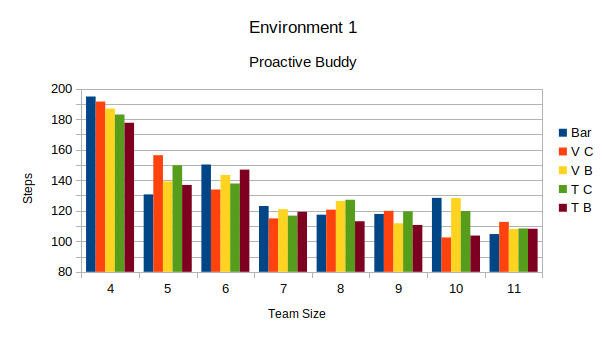 Environment 1
Proactive Buddy
200
180
160
140
120
100
80
Steps
4 5 6 7 8 9 10 11
Team Size
Bar
V C
V B
T C
T B